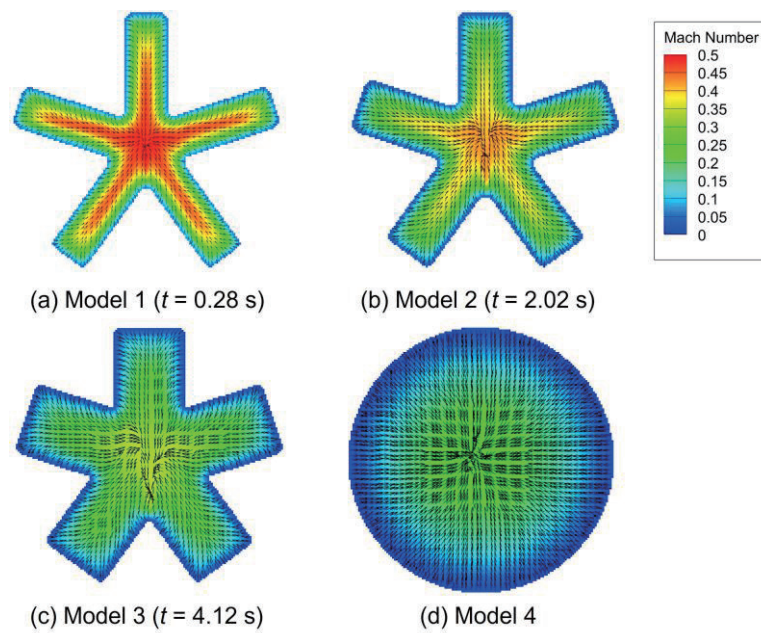 Mach Number
0.5
0.45
0.4
0.35
0.3
0.25
0.2
0.15
0.1
0.05
0
(a) Model 1 (t = 0.28 s)
(b) Model 2 (t = 2.02 s)
(c) Model 3 (t = 4.12 s)
(d) Model 4